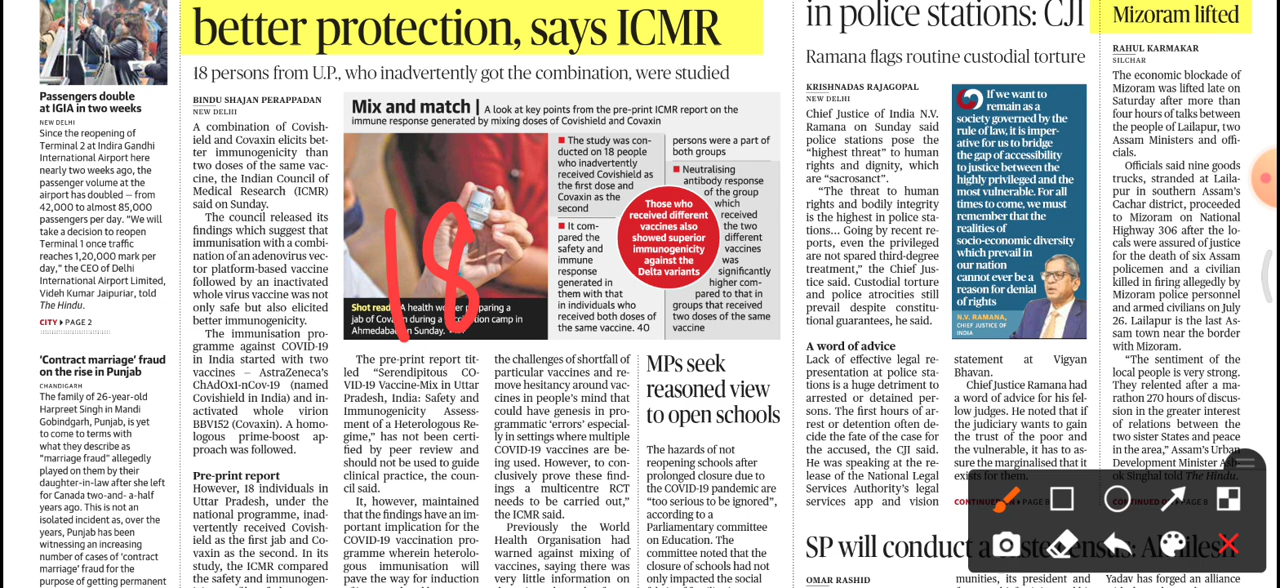 Passengers double
at IGIA in two weeks
NEW DELHI
Since the reopening of
Terminal 2 at Indira Gandhi
International Airport here
nearly two weeks ago, the
passenger volume at the
airport has doubled — from
42,000 to almost 85,000
passengers per day. “We will
take a decision to reopen
Terminal 1 once traffic
reaches 1,20,000 mark per
day,” the CEO of Delhi
International Airport Limited,
Videh Kumar Jaipuriar, told
The Hindu.
CITY PAGE 2
‘Contract marriage’ fraud
on the rise in Punjab
CHANDIGARH
The family of 26-year-old
Harpreet Singh in Mandi
Gobindgarh, Punjab, is yet
to come to terms with
what they describe as
“marriage fraud” allegedly
played on them by their
daughter-in-law after she left
for Canada two-and- a-half
years ago. This is not an
isolated incident as, over the
years, Punjab has been
witnessing an increasing
number of cases of ‘contract
marriage’ fraud for the
purpose of getting permanent
better protection, says ICMR
18 persons from U.P., who inadvertently got the combination, were studied
BINDU SHAJAN PERAPPADAN
NEW DELHI
A combination of Covish-
ield and Covaxin elicits bet-
ter immunogenicity than
two doses of the same vac-
cine, the Indian Council of
Medical Research (ICMR)
said on Sunday.
The council released its
findings which suggest that
immunisation with a combi-
nation of an adenovirus vec-
tor platform-based vaccine
followed by an inactivated
whole virus vaccine was not
only safe but also elicited
better immunogenicity.
The immunisation pro-
gramme against COVID-19
in India started with two
vaccines – AstraZeneca’s
ChAdOx1-nCov-19 (named
Covishield in India) and in-
activated whole virion
BBV152 (Covaxin). A homo-
logous prime-boost ap-
proach was followed.
Pre-print report
However, 18 individuals in
Uttar Pradesh, under the
national programme, inad-
vertently received Covish-
ield as the first jab and Co-
vaxin as the second. In its
study, the ICMR compared
the safety and immunogen-
Mix and match | A look at key points from the pre-print ICMR report on the
immune response generated by mixing doses of Covishield and Covaxin
18
Shot rea
A health wo
paring a
jab of Cova
during a
camp in
Ahmedaba
n Sunday.
The study was con-
ducted on 18 people
who inadvertently
received Covishield as
the first dose and
Covaxin as the
second
It com-
pared the
safety and
immune
response
generated in
them with that
in individuals who
received both doses of
the same vaccine. 40
persons were a part of
both groups
Neutralising
antibody response
of the group
which
received
the two
different
vaccines
was
significantly
higher com-
pared to that in
groups that received
two doses of the same
vaccine
Those who
received different
vaccines also
showed superior
immunogenicity
against the
Delta variants
The pre-print report tit-
led “Serendipitous CO-
VID-19 Vaccine-Mix in Uttar
Pradesh, India: Safety and
Immunogenicity Assess-
ment of a Heterologous Re-
gime,” has not been certi-
fied by peer review and
should not be used to guide
clinical practice, the coun-
cil said.
It, however, maintained
that the findings have an im-
portant implication for the
COVID-19 vaccination pro-
gramme wherein heterolo-
gous immunisation will
pave the way for induction
the challenges of shortfall of
particular vaccines and re-
move hesitancy around vac-
cines in people’s mind that
could have genesis in pro-
grammatic ‘errors’ especial-
ly in settings where multiple
COVID-19 vaccines are be-
ing used. However, to con-
clusively prove these find-
ings a multicentre RCT
needs to be carried out,”
the ICMR said.
Previously the World
Health Organisation had
warned against mixing of
vaccines, saying there was
very little information on
MPs seek
reasoned view
to open schools
The hazards of not
reopening schools after
prolonged closure due to
the COVID-19 pandemic are
“too serious to be ignored”,
according to a
Parliamentary committee
on Education. The
committee noted that the
closure of schools had not
only impacted the social
in police stations: CJI
Ramana flags routine custodial torture
KRISHNADAS RAJAGOPAL
NEW DELHI
Chief Justice of India N.V.
Ramana on Sunday said
police stations pose the
“highest threat” to human
rights and dignity, which
are “sacrosanct”.
“The threat to human
rights and bodily integrity
is the highest in police sta-
tions... Going by recent re-
ports, even the privileged
are not spared third-degree
treatment,” the Chief Jus-
tice said. Custodial torture
and police atrocities still
prevail despite constitu-
tional guarantees, he said.
A word of advice
Lack of effective legal re-
presentation at police sta-
tions is a huge detriment to
arrested or detained per-
sons. The first hours of ar-
rest or detention often de-
cide the fate of the case for
the accused, the CJI said.
He was speaking at the re-
lease of the National Legal
Services Authority’s legal
services app and vision
If we want to
remain as a
society governed by the
rule of law, it is imper-
ative for us to bridge
the gap of accessibility
to justice between the
highly privileged and the
most vulnerable. For all
times to come, we must
remember that the
realities of
socio-economic diversity
which prevail in
our nation
cannot ever be a
reason for denial
of rights
N.V. RAMANA,
CHIEF JUSTICE OF
INDIA
statement at Vigyan
Bhavan.
Chief Justice Ramana had
a word of advice for his fel-
low judges. He noted that if
the judiciary wants to gain
the trust of the poor and
the vulnerable, it has to as-
sure the marginalised that it
exists for them.
PAGE 8
Mizoram lifted
RAHUL KARMAKAR
SILCHAR
The economic blockade of
Mizoram was lifted late on
Saturday after more than
four hours of talks between
the people of Lailapur, two
Assam Ministers and offi-
cials.
Officials said nine goods
trucks, stranded at Laila-
pur in southern Assam’s
Cachar district, proceeded
to Mizoram on National
Highway 306 after the lo-
cals were assured of justice
for the death of six Assam
policemen and a civilian
killed in firing allegedly by
Mizoram police personnel
and armed civilians on July
26. Lailapur is the last As-
sam town near the border
with Mizoram.
“The sentiment of the
local people is very strong.
They relented after a ma-
rathon 270 hours of discus-
sion in the greater interest
of relations between the
two sister States and peace
in the area,” Assam’s Urban
Development Minister Ash
ok Singhal told The Hindu.
SP will conduct a caste census: Akhilesh
OMAR RASHID
munities, its president and
former
Yadav has forged an alliance